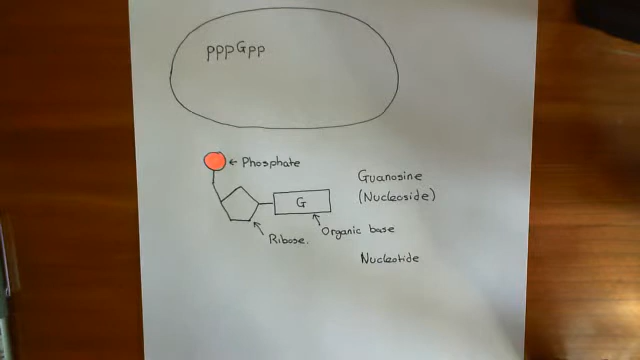 pppGpp
Phosphate
Guanosine
(Nucleoside)
G
Organic base
Ribose.
Nucleotide